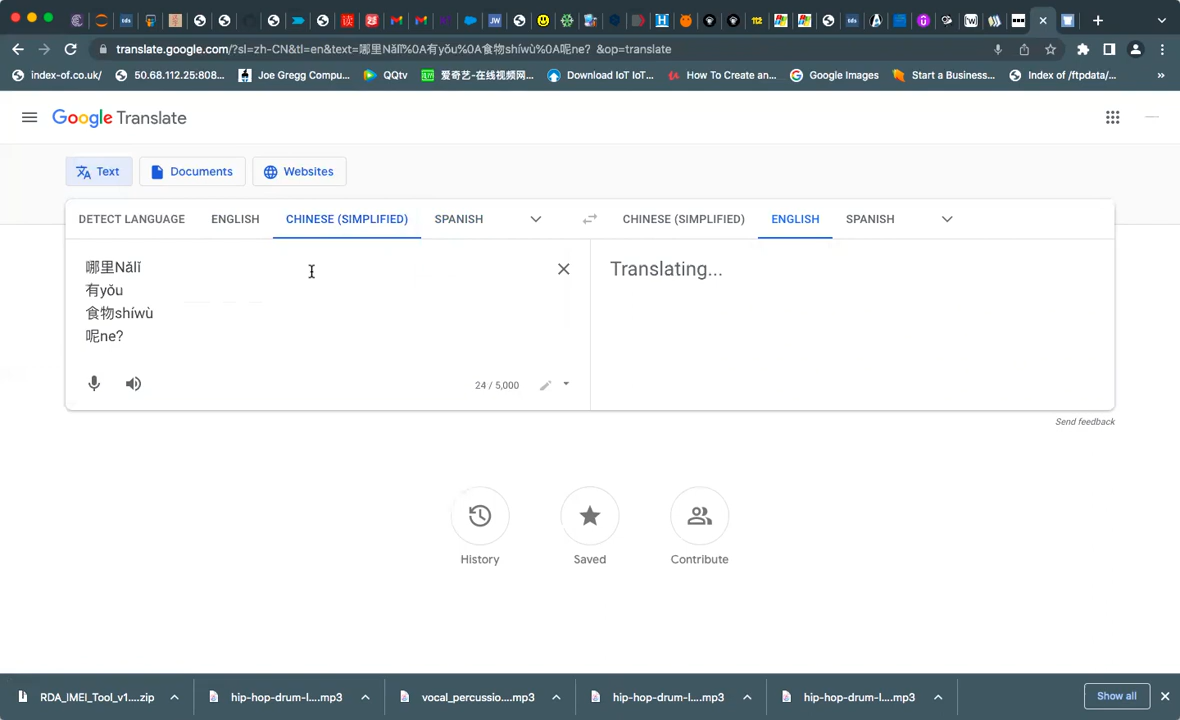 translate.google.com/?sl=zh-CN&tl=en&text=哪里Nǎlǐ%0A有yǒu%0A食物shíwù%0A呢ne? &op=translate
index-of.co.uk/
50.68.112.25:808...
Joe Gregg Compu...
QQtv
爱奇艺-在线视频网...
Download IoT IoT...
How To Create an...
Google Images
Start a Business...
Index of /ftpdata/...
»
Google Translate
Text
Documents
Websites
DETECT LANGUAGE
ENGLISH
CHINESE (SIMPLIFIED)
SPANISH
CHINESE (SIMPLIFIED)
ENGLISH
SPANISH
哪里Nǎlǐ
有yǒu
食物shíwù
呢ne?
Translating...
24 / 5,000
Send feedback
History
Saved
Contribute
RDA_IMEI_Tool_v1....zip
hip-hop-drum-l....mp3
vocal_percussio....mp3
hip-hop-drum-l....mp3
hip-hop-drum-l....mp3
Show all